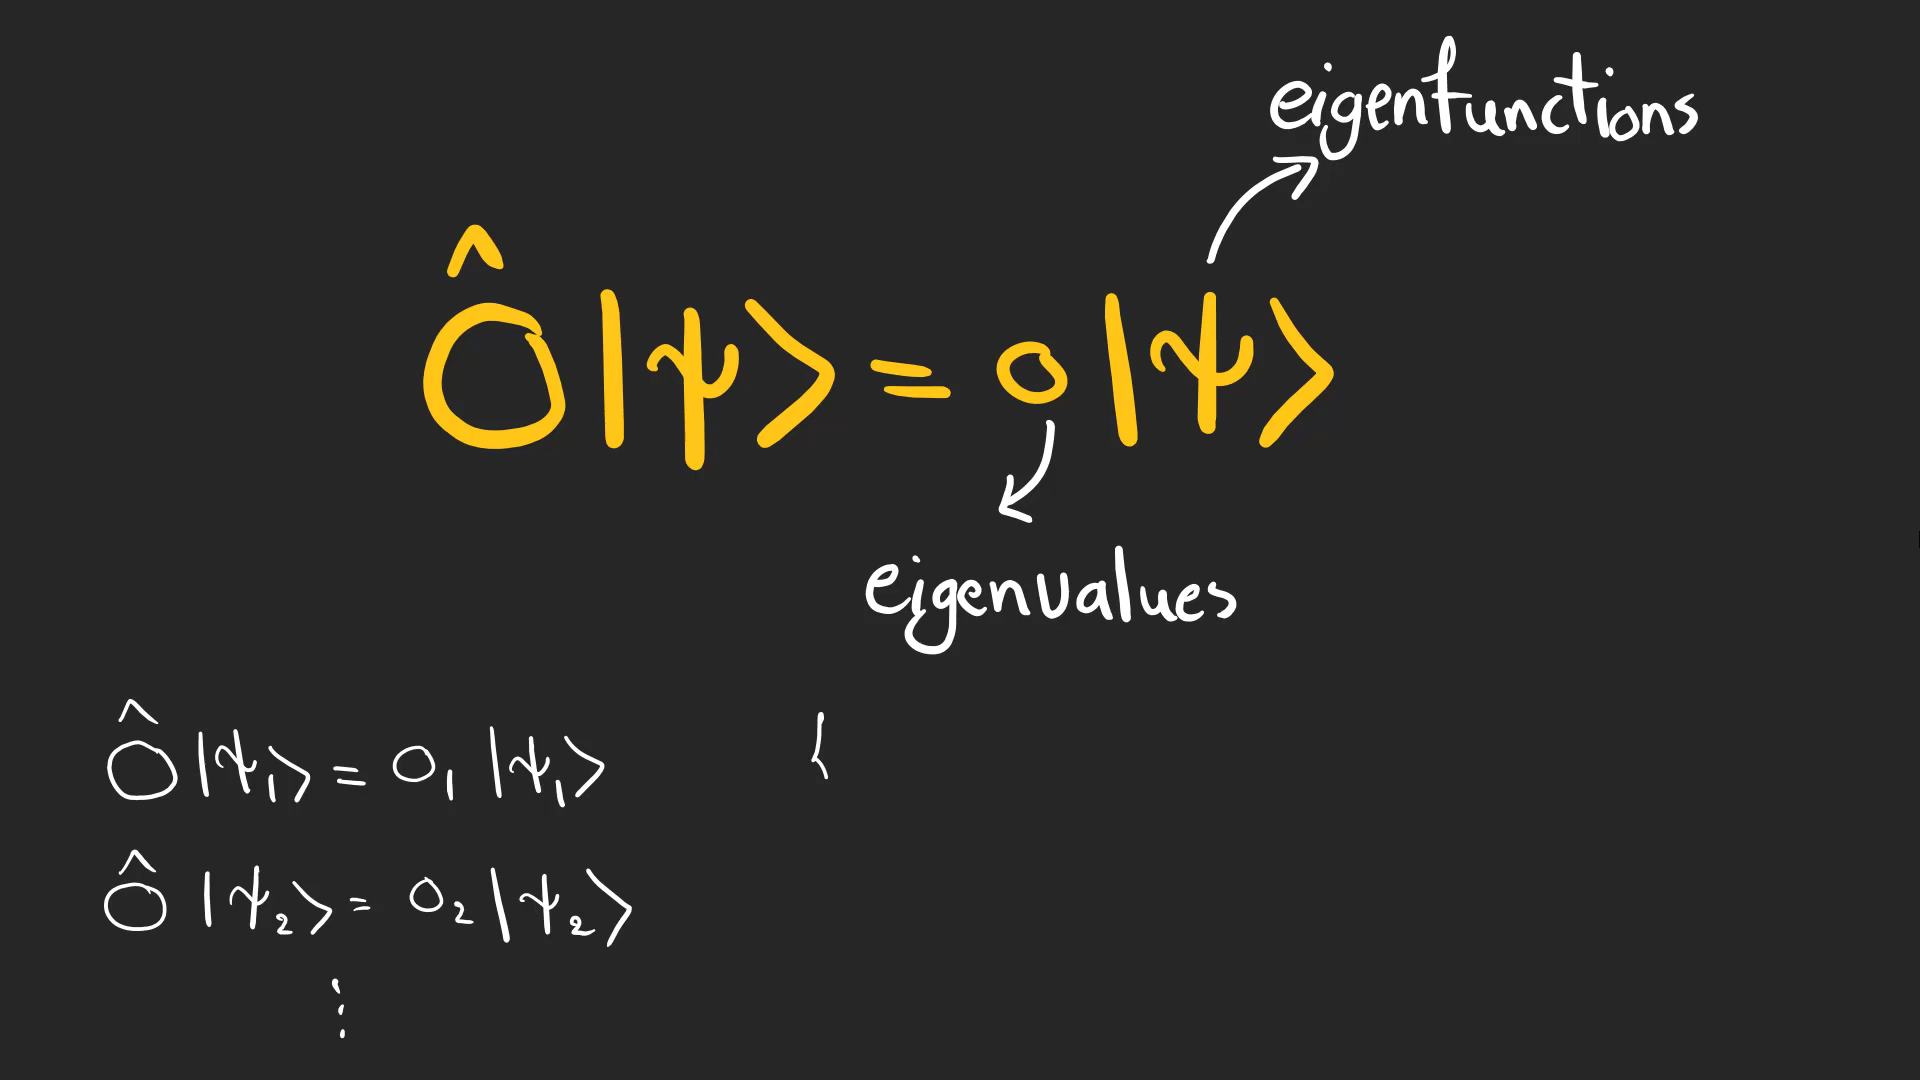 eigenfunctions
Ô|ψ⟩ = o|ψ⟩
eigenvalues
Ô|ψ₁⟩ = o₁|ψ₁⟩ {
Ô|ψ₂⟩ = o₂|ψ₂⟩
⋮